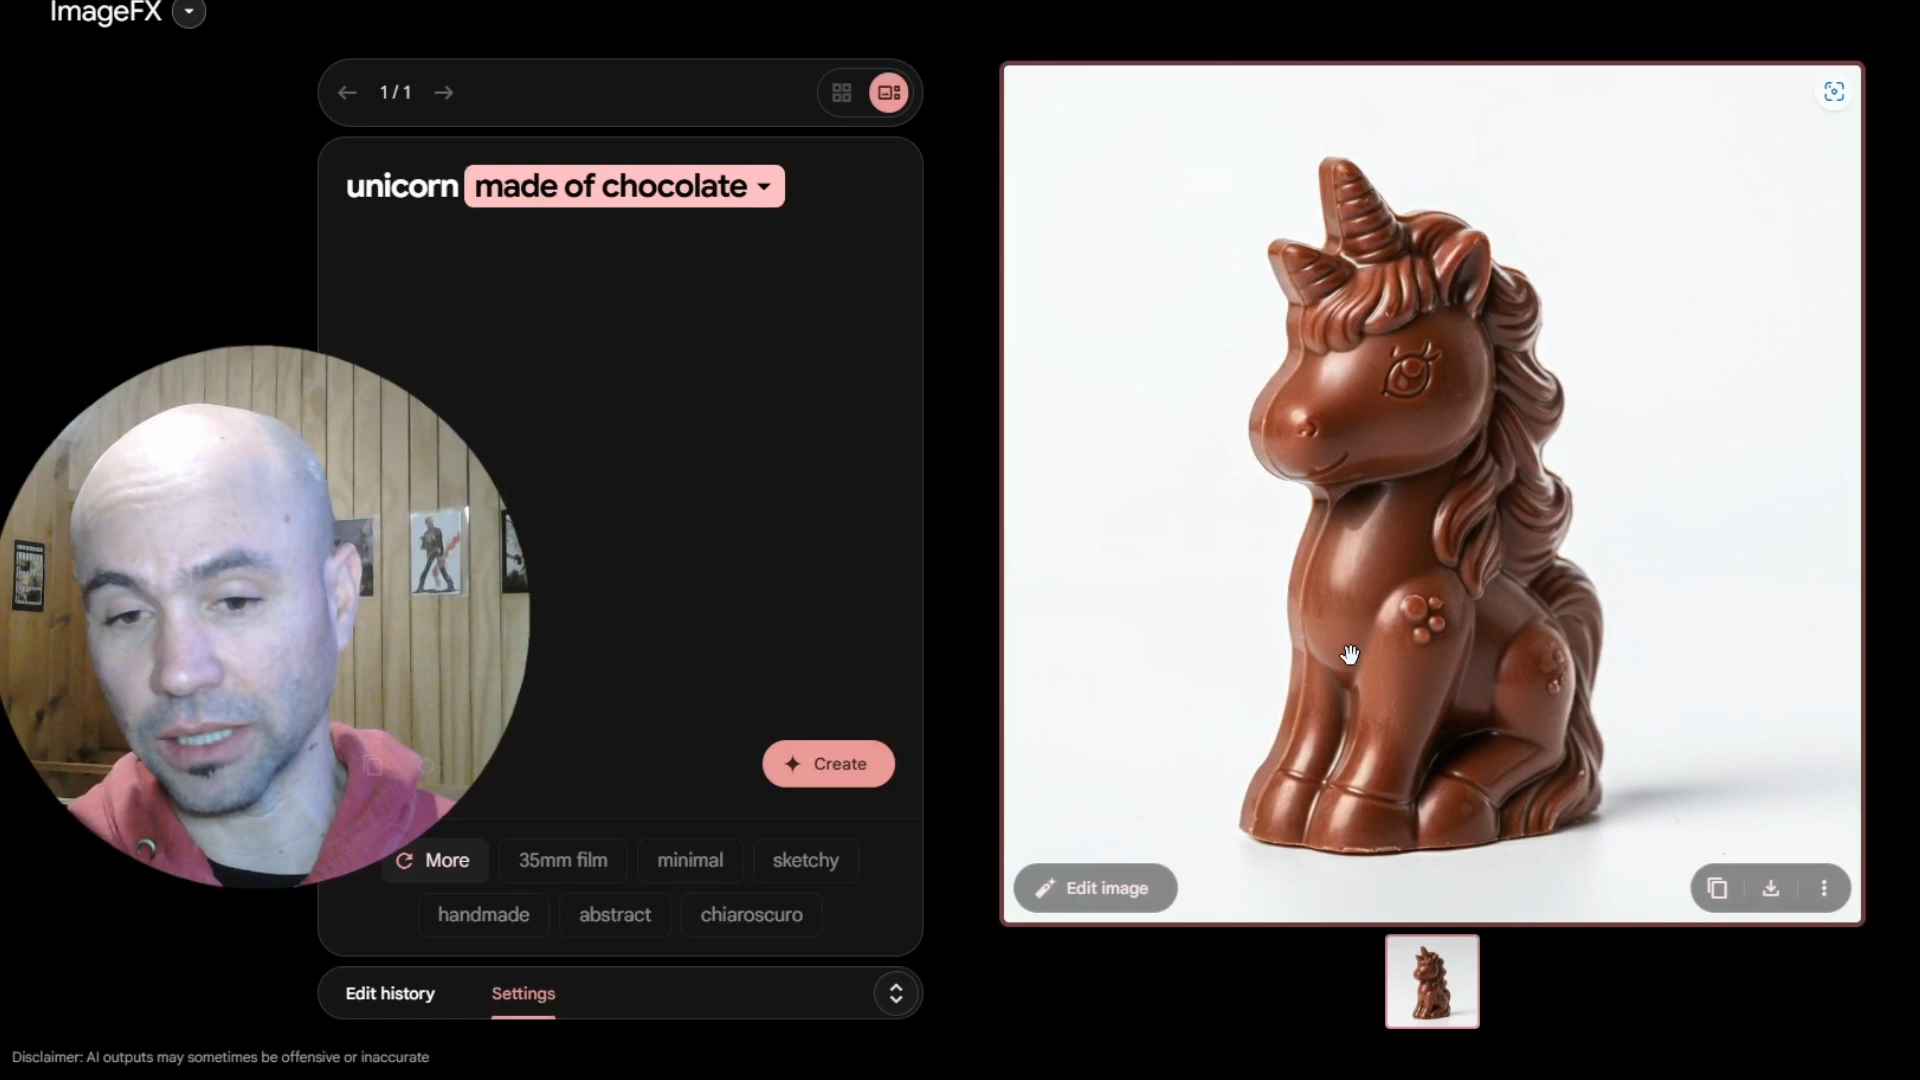 ImageFX
1 / 1
unicorn made of chocolate
Create
More
35mm film
minimal
sketchy
handmade
abstract
chiaroscuro
Edit history
Settings
Edit image
Disclaimer: AI outputs may sometimes be offensive or inaccurate